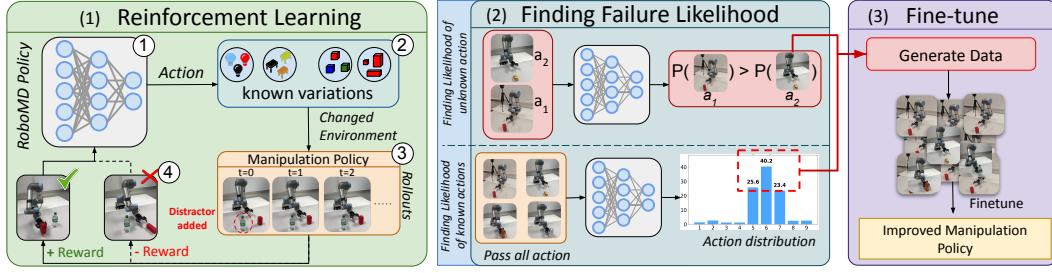 (1) Reinforcement Learning
RoboMD Policy
1
Action
2
known variations
Changed
Environment
Manipulation Policy
3
t=0
t=1
t=2
.....
Rollouts
4
Distractor
added
+ Reward
- Reward
(2) Finding Failure Likelihood
Finding Likelihood of
unknown action
a2
a1
P( ) > P( )
a1
a2
Finding Likelihood
of known actions
Pass all action
40
30
20
10
0
25.6
40.2
23.4
1 2 3 4 5 6 7 8 9
Action distribution
(3) Fine-tune
Generate Data
Finetune
Improved Manipulation
Policy